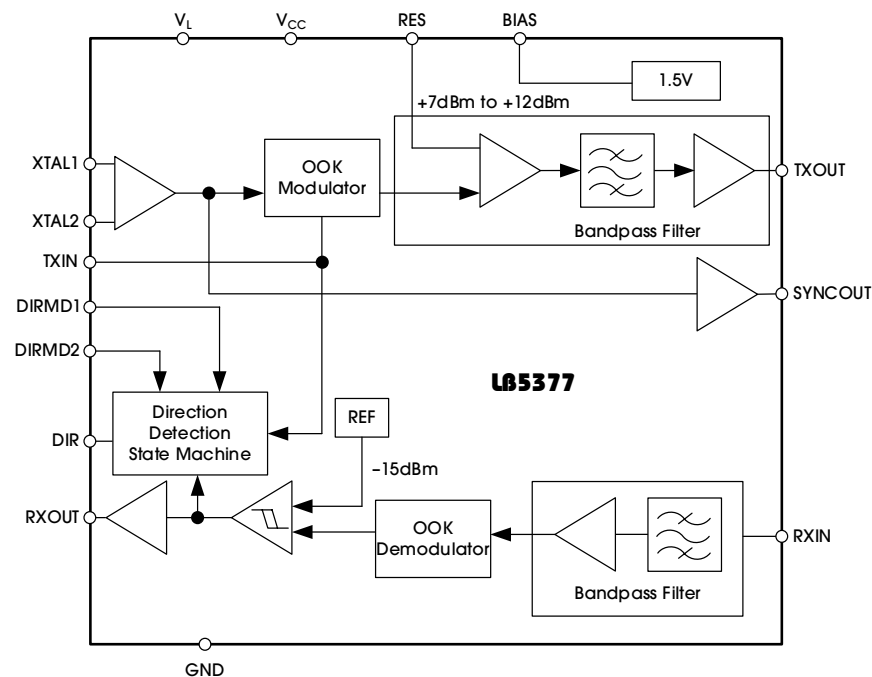 VL
VCC
RES
BIAS
1.5V
+7dBm to +12dBm
XTAL1
XTAL2
OOK
Modulator
TXOUT
Bandpass Filter
TXIN
SYNCOUT
DIRMD1
DIRMD2
LB5377
Direction
Detection
State Machine
DIR
REF
–15dBm
RXOUT
OOK
Demodulator
RXIN
Bandpass Filter
GND